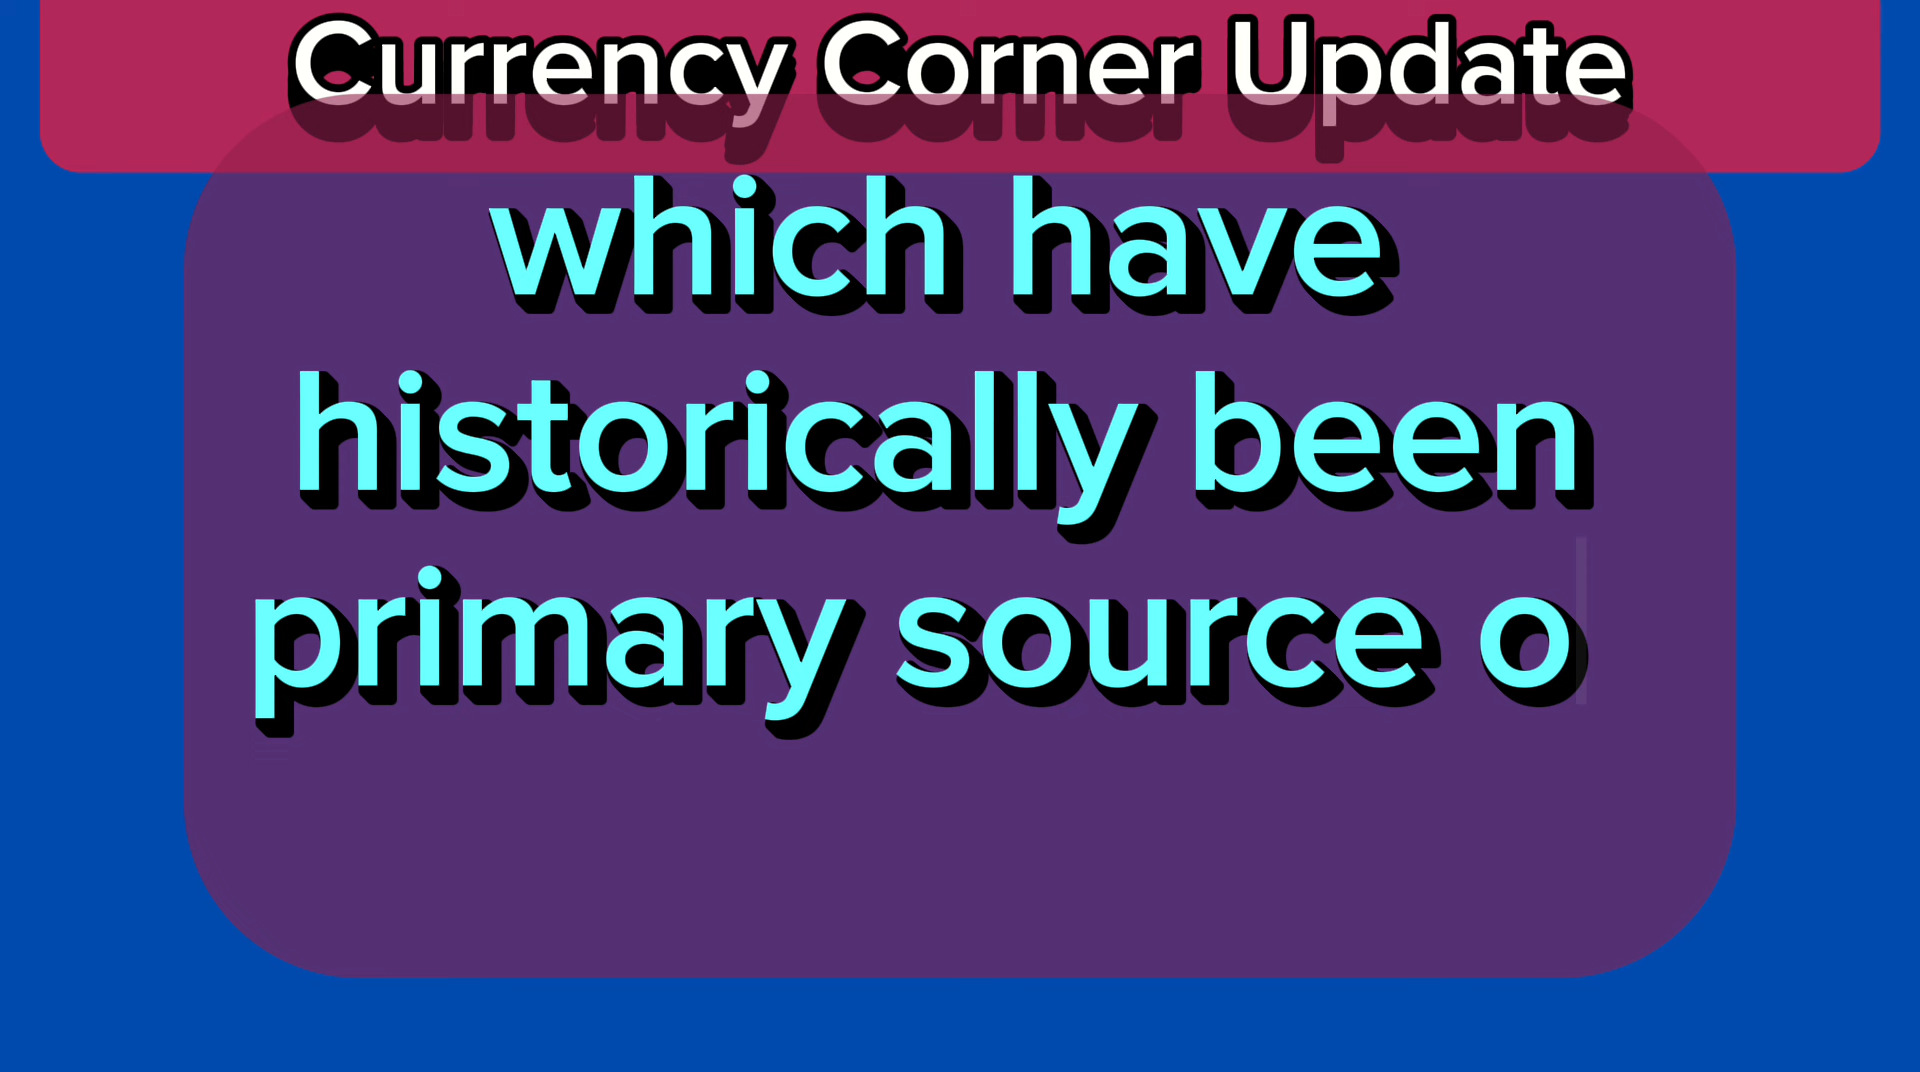 Currency Corner Update
which have
historically been
primary source o